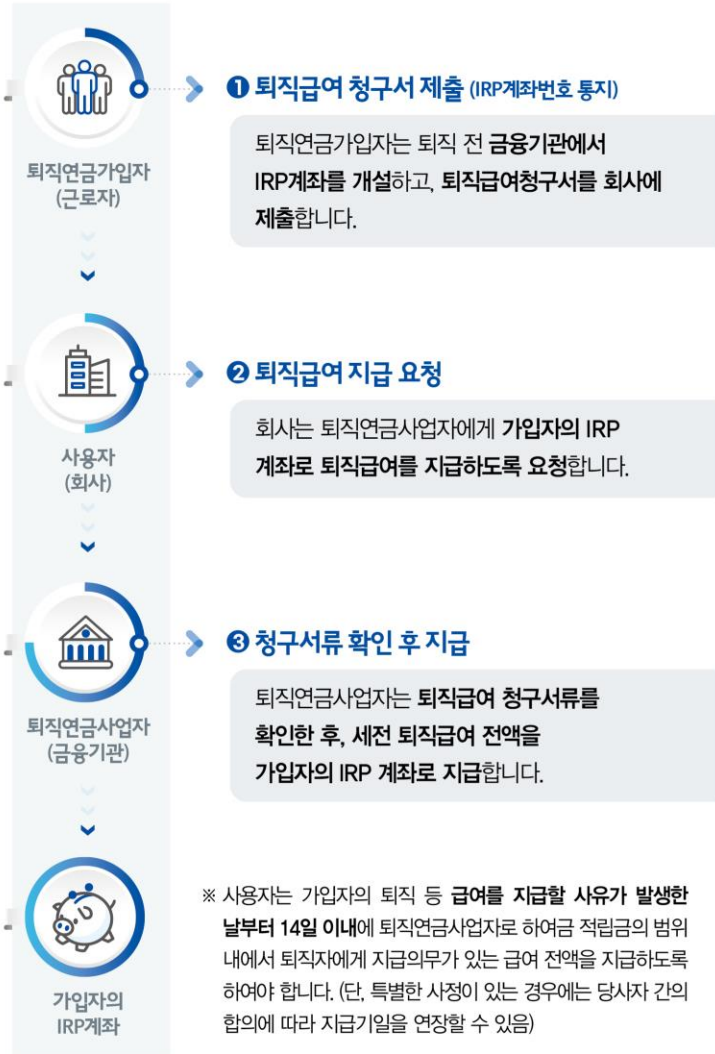 ❶ 퇴직급여 청구서 제출 (IRP계좌번호 통지)
퇴직연금가입자
(근로자)
퇴직연금가입자는 퇴직 전 금융기관에서
IRP계좌를 개설하고, 퇴직급여청구서를 회사에
제출합니다.
❷ 퇴직급여 지급 요청
사용자
(회사)
회사는 퇴직연금사업자에게 가입자의 IRP
계좌로 퇴직급여를 지급하도록 요청합니다.
❸ 청구서류 확인 후 지급
퇴직연금사업자
(금융기관)
퇴직연금사업자는 퇴직급여 청구서류를
확인한 후, 세전 퇴직급여 전액을
가입자의 IRP 계좌로 지급합니다.
가입자의
IRP계좌
※ 사용자는 가입자의 퇴직 등 급여를 지급할 사유가 발생한
날부터 14일 이내에 퇴직연금사업자로 하여금 적립금의 범위
내에서 퇴직자에게 지급의무가 있는 급여 전액을 지급하도록
하여야 합니다. (단, 특별한 사정이 있는 경우에는 당사자 간의
합의에 따라 지급기일을 연장할 수 있음)